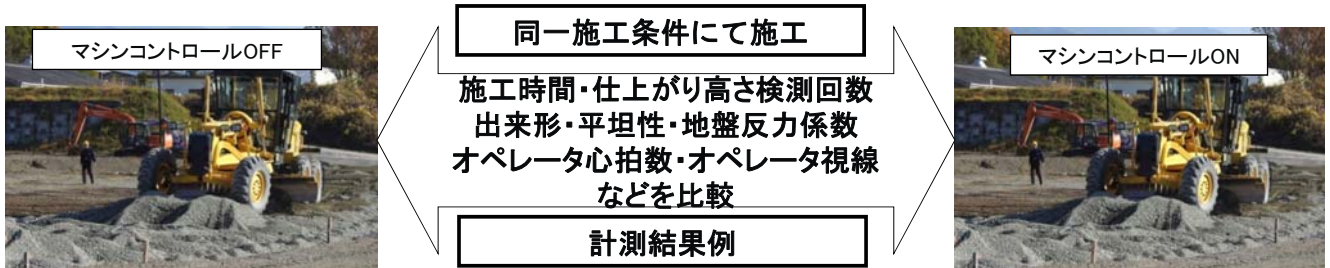 マシンコントロールOFF
同一施工条件にて施工
マシンコントロールON
施工時間・仕上がり高さ検測回数
出来形・平坦性・地盤反力係数
オペレータ心拍数・オペレータ視線
などを比較
計測結果例